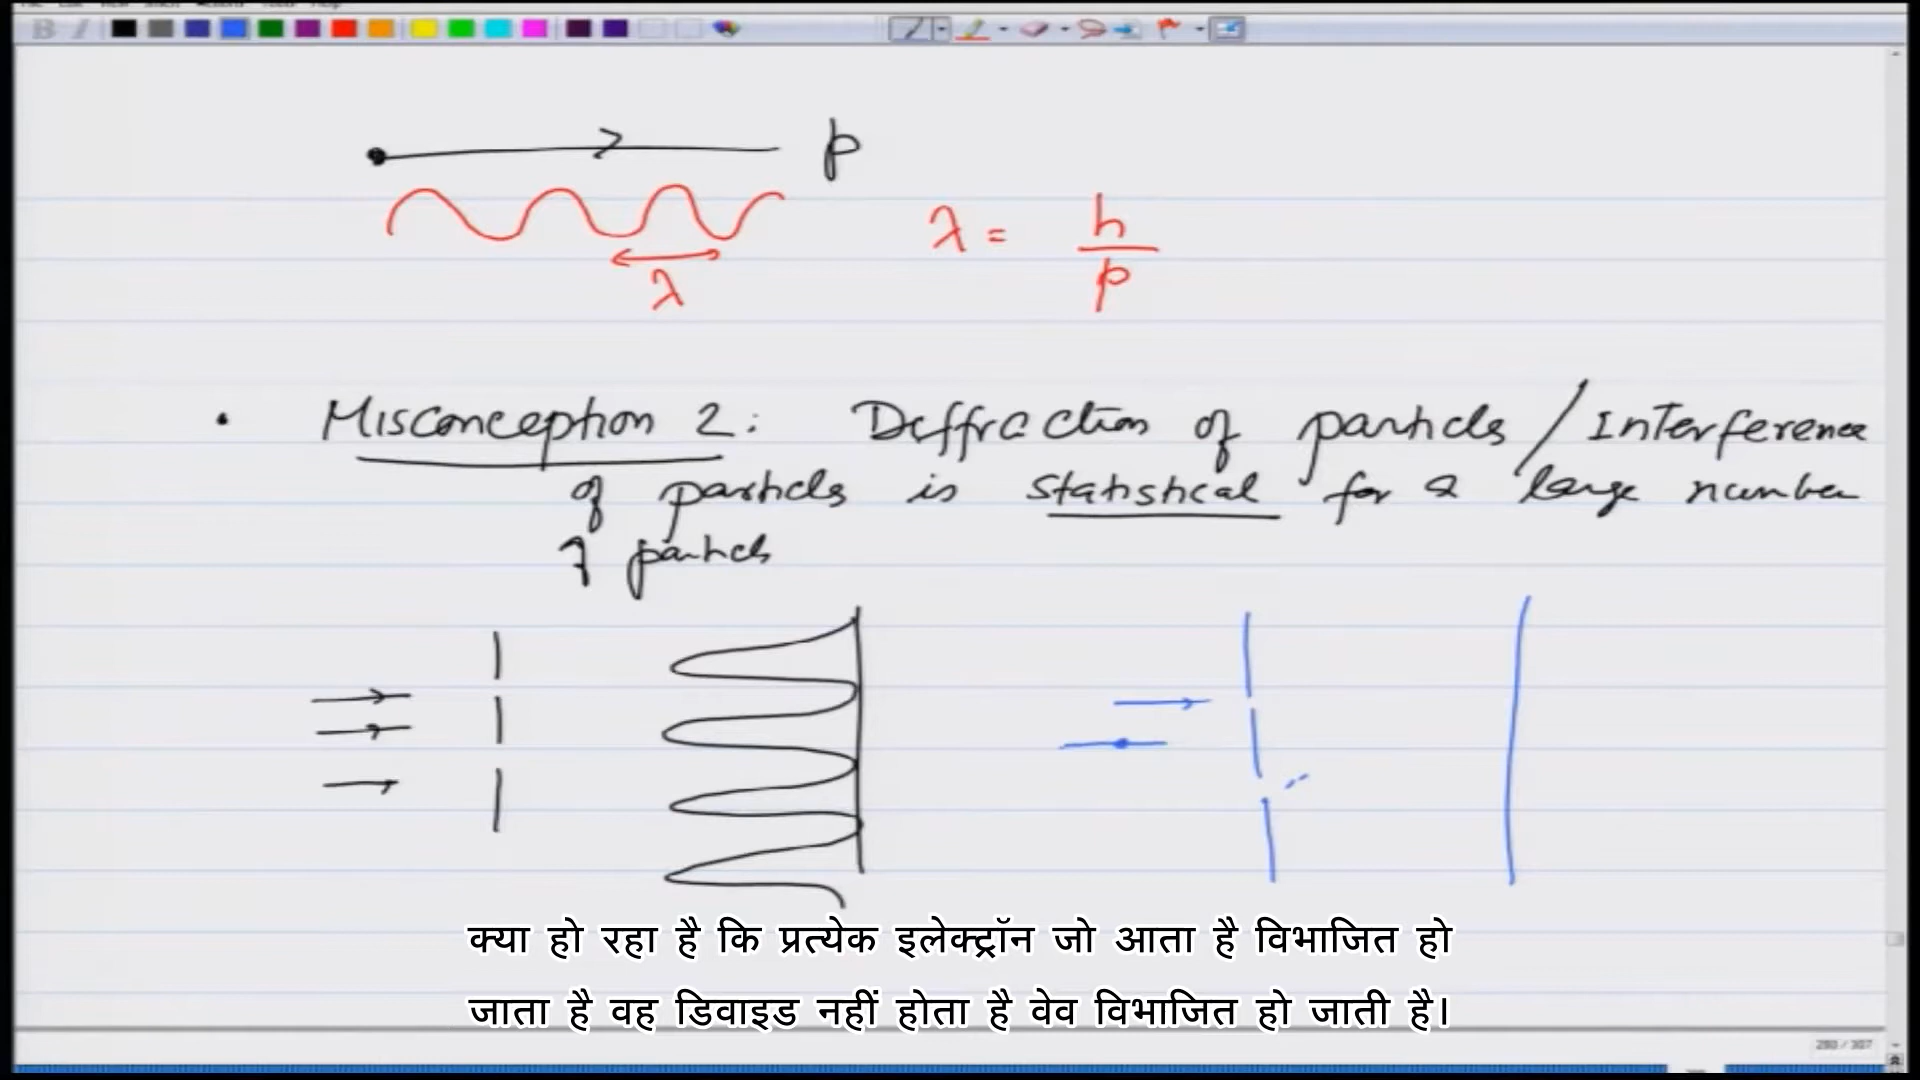 p
λ = h/p
λ
• Misconception 2: Diffraction of particles / Interference
of particles is statistical for a large number
of particles
क्या हो रहा है कि प्रत्येक इलेक्ट्रॉन जो आता है विभाजित हो
जाता है वह डिवाइड नहीं होता है वेव विभाजित हो जाती है।